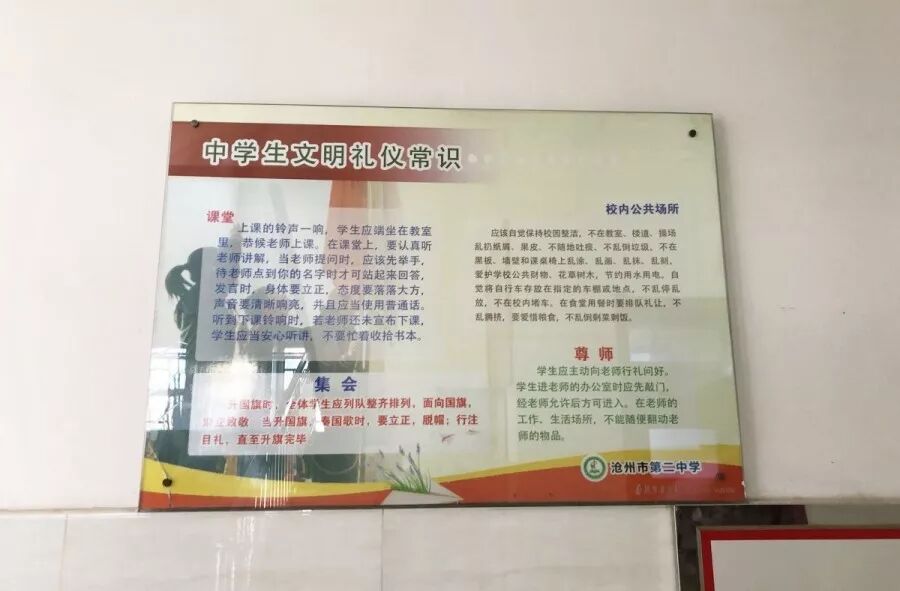 中学生文明礼仪常识
课堂
上课的铃声一响，学生应端坐在教室
里，恭候老师上课。在课堂上，要认真听
老师讲解，当老师提问时，应该先举手，
待老师点到你的名字时才可站起来回答，
发言时，身体要立正，态度要落落大方，
声音要清晰响亮，并且应当使用普通话。
听到下课铃响时，若老师还未宣布下课，
学生应当安心听讲，不要忙着收拾书本。
集会
升国旗时，全体学生应列队整齐排列，面向国旗，
肃立致敬 当升国旗、奏国歌时，要立正，脱帽；行注
目礼，直至升旗完毕
校内公共场所
应该自觉保持校园整洁，不在教室、楼道、操场
乱扔纸屑、果皮、不随地吐痰、不乱倒垃圾、不在
黑板、墙壁和课桌椅上乱涂、乱画、乱抹、乱刻、
爱护学校公共财物、花草树木，节约用水用电。自
觉将自行车存放在指定的车棚或地点，不乱停乱
放，不在校内堵车。在食堂用餐时要排队礼让，不
乱拥挤，要爱惜粮食，不乱倒剩菜剩饭。
尊师
学生应主动向老师行礼问好。
学生进老师的办公室时应先敲门，
经老师允许后方可进入。在老师的
工作、生活场所，不能随便翻动老
师的物品。
沧州市第二中学